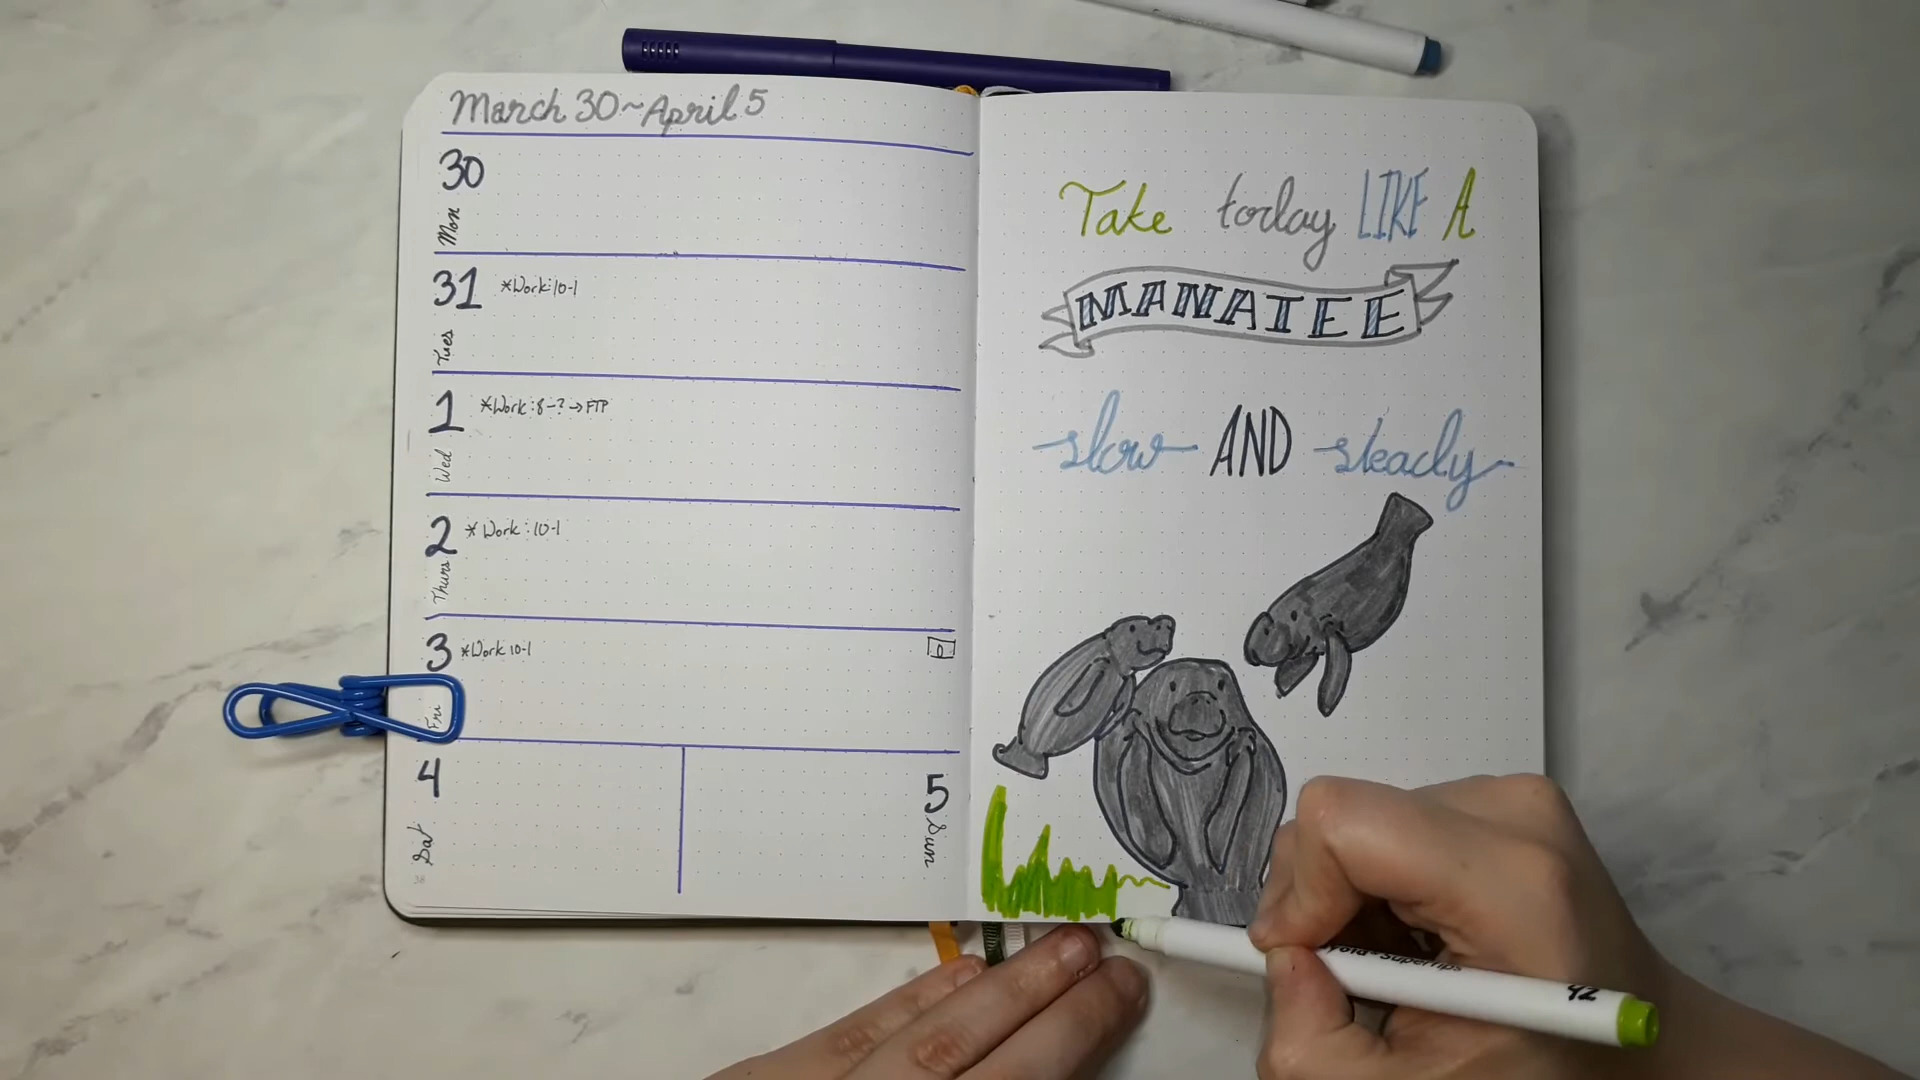 March 30~April 5
30
Mon
31 *Work:10-1
Tues
1 *Work:8-?→FTP
Wed
2 *Work:10-1
Thurs
3 *Work 10-1
Fri
4
Sat
5
Sun
38
Take today LIKE A
MANATEE
slow AND steady
Supertips
42